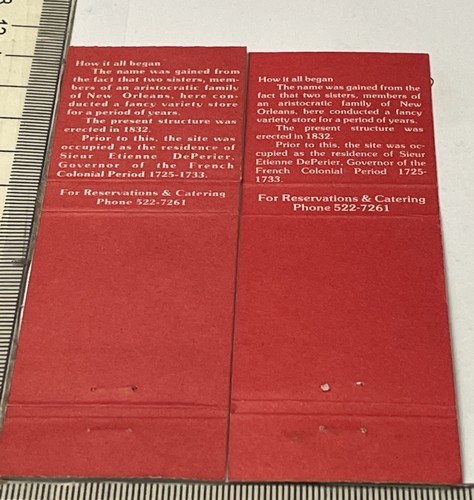 How it all began
The name was gained from
the fact that two sisters, mem-
bers of an aristocratic family
of New Orleans, here con-
ducted a fancy variety store
for a period of years.
The present structure was
erected in 1832.
Prior to this, the site was
occupied as the residence of
Sieur Etienne DePerier,
Governor of the French
Colonial Period 1725-1733.
For Reservations & Catering
Phone 522-7261
How it all began
The name was gained from the
fact that two sisters, members of
an aristocratic family of New
Orleans, here conducted a fancy
variety store for a period of years.
The present structure was
erected in 1832.
Prior to this, the site was oc-
cupied as the residence of Sieur
Etienne DePerier, Governor of the
French Colonial Period 1725-
1733.
For Reservations & Catering
Phone 522-7261